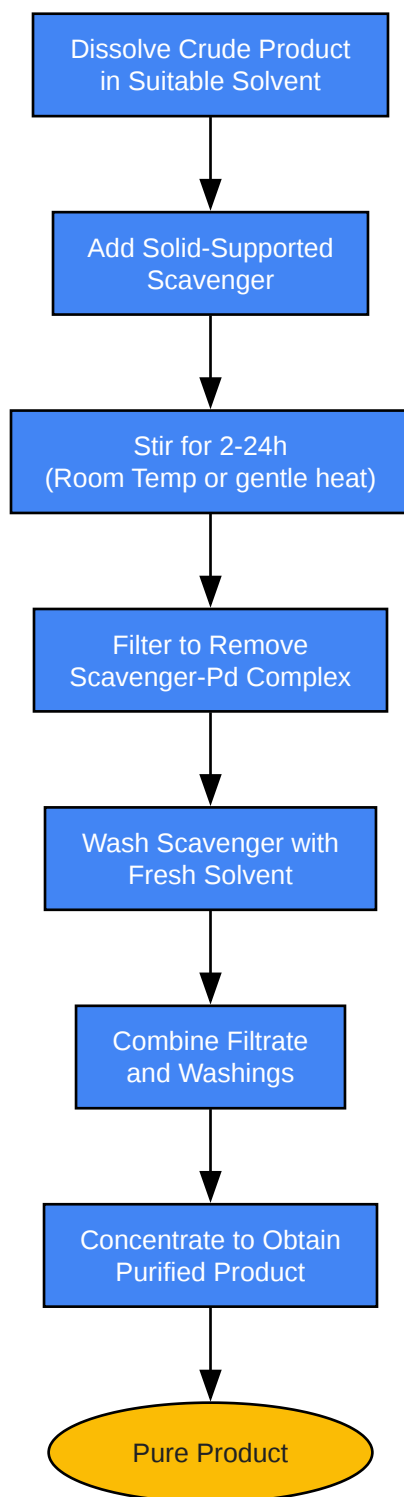 Dissolve Crude Product
in Suitable Solvent
Add Solid-Supported
Scavenger
Stir for 2-24h
(Room Temp or gentle heat)
Filter to Remove
Scavenger-Pd Complex
Wash Scavenger with
Fresh Solvent
Combine Filtrate
and Washings
Concentrate to Obtain
Purified Product
Pure Product